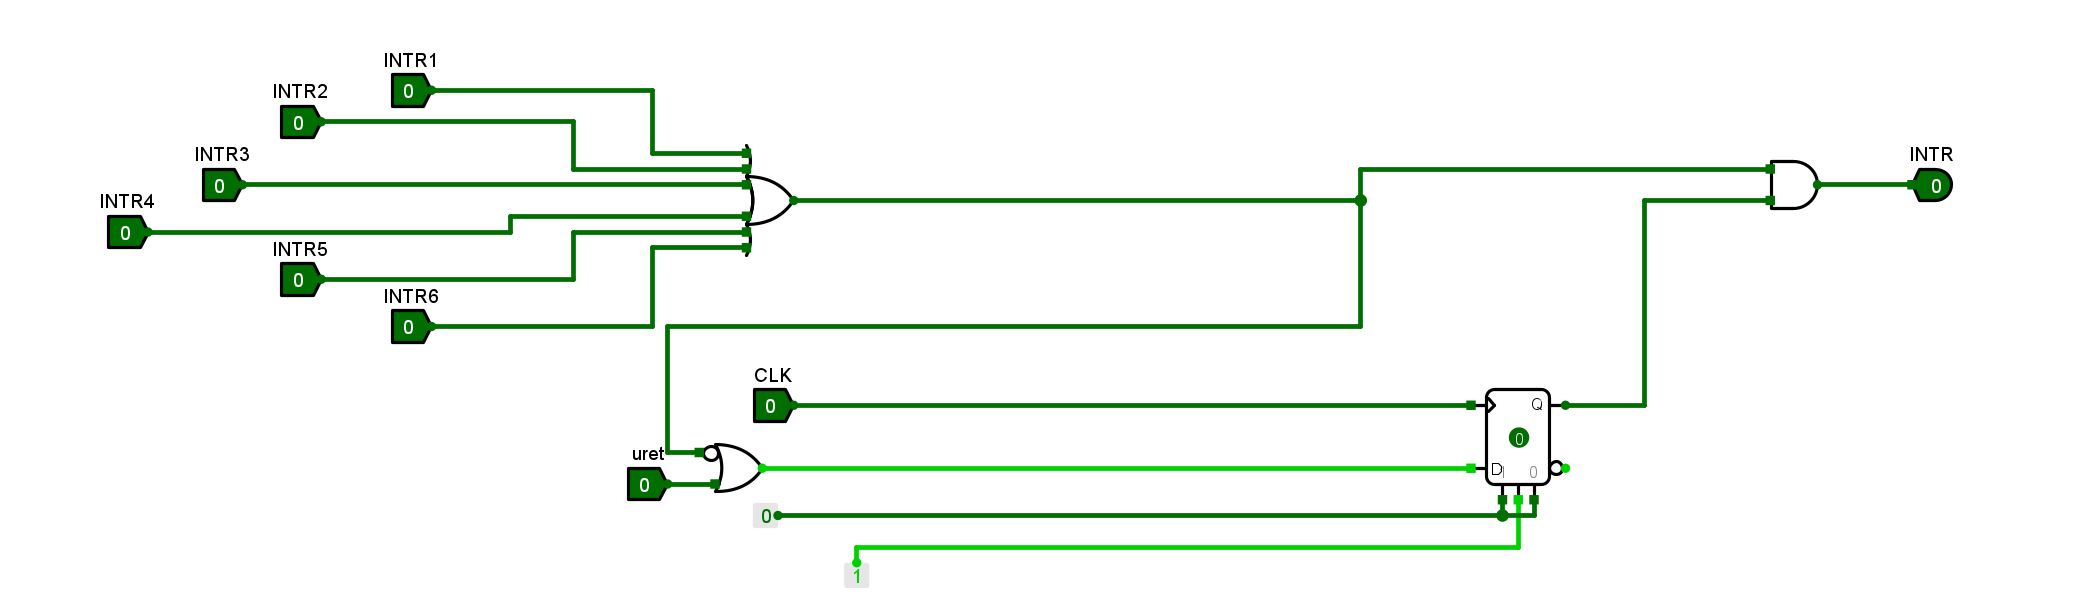 INTR1
0
INTR2
0
INTR3
0
INTR4
0
INTR5
0
INTR6
0
INTR
0
CLK
0
uret
0
Q
0
D
0
0
1